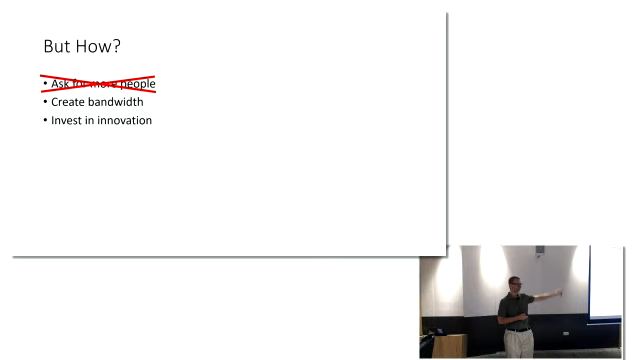 But How?
• Ask for more people
• Create bandwidth
• Invest in innovation